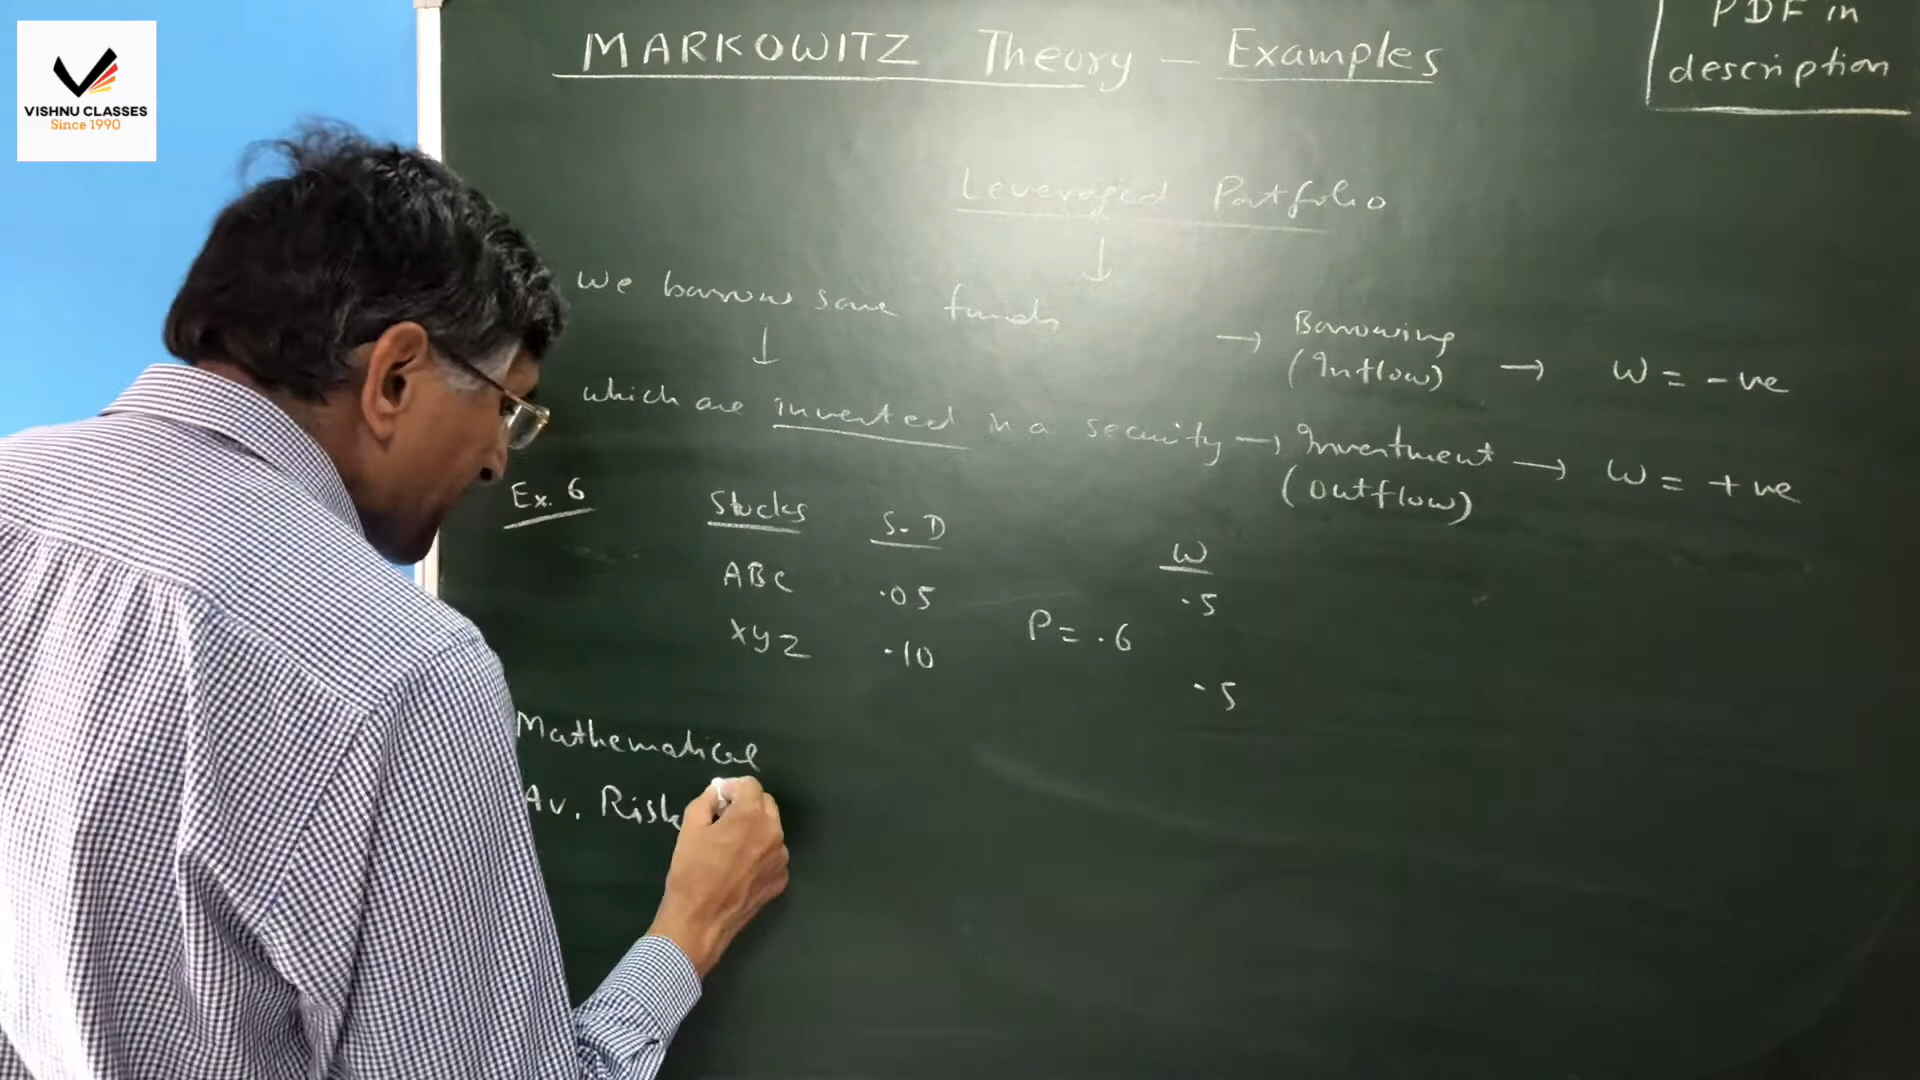 VISHNU CLASSES
Since 1990
MARKOWITZ Theory – Examples
PDF in
description
Leveraged Portfolio
↓
We borrow some funds → Borrowing
(Inflow) → W = -ve
↓
which are invested in a security → Investment
(outflow) → W = +ve
Ex. 6
Stocks S.D W
ABC .05 .5
P = .6
XYZ .10 .5
Mathematical
Av. Risk